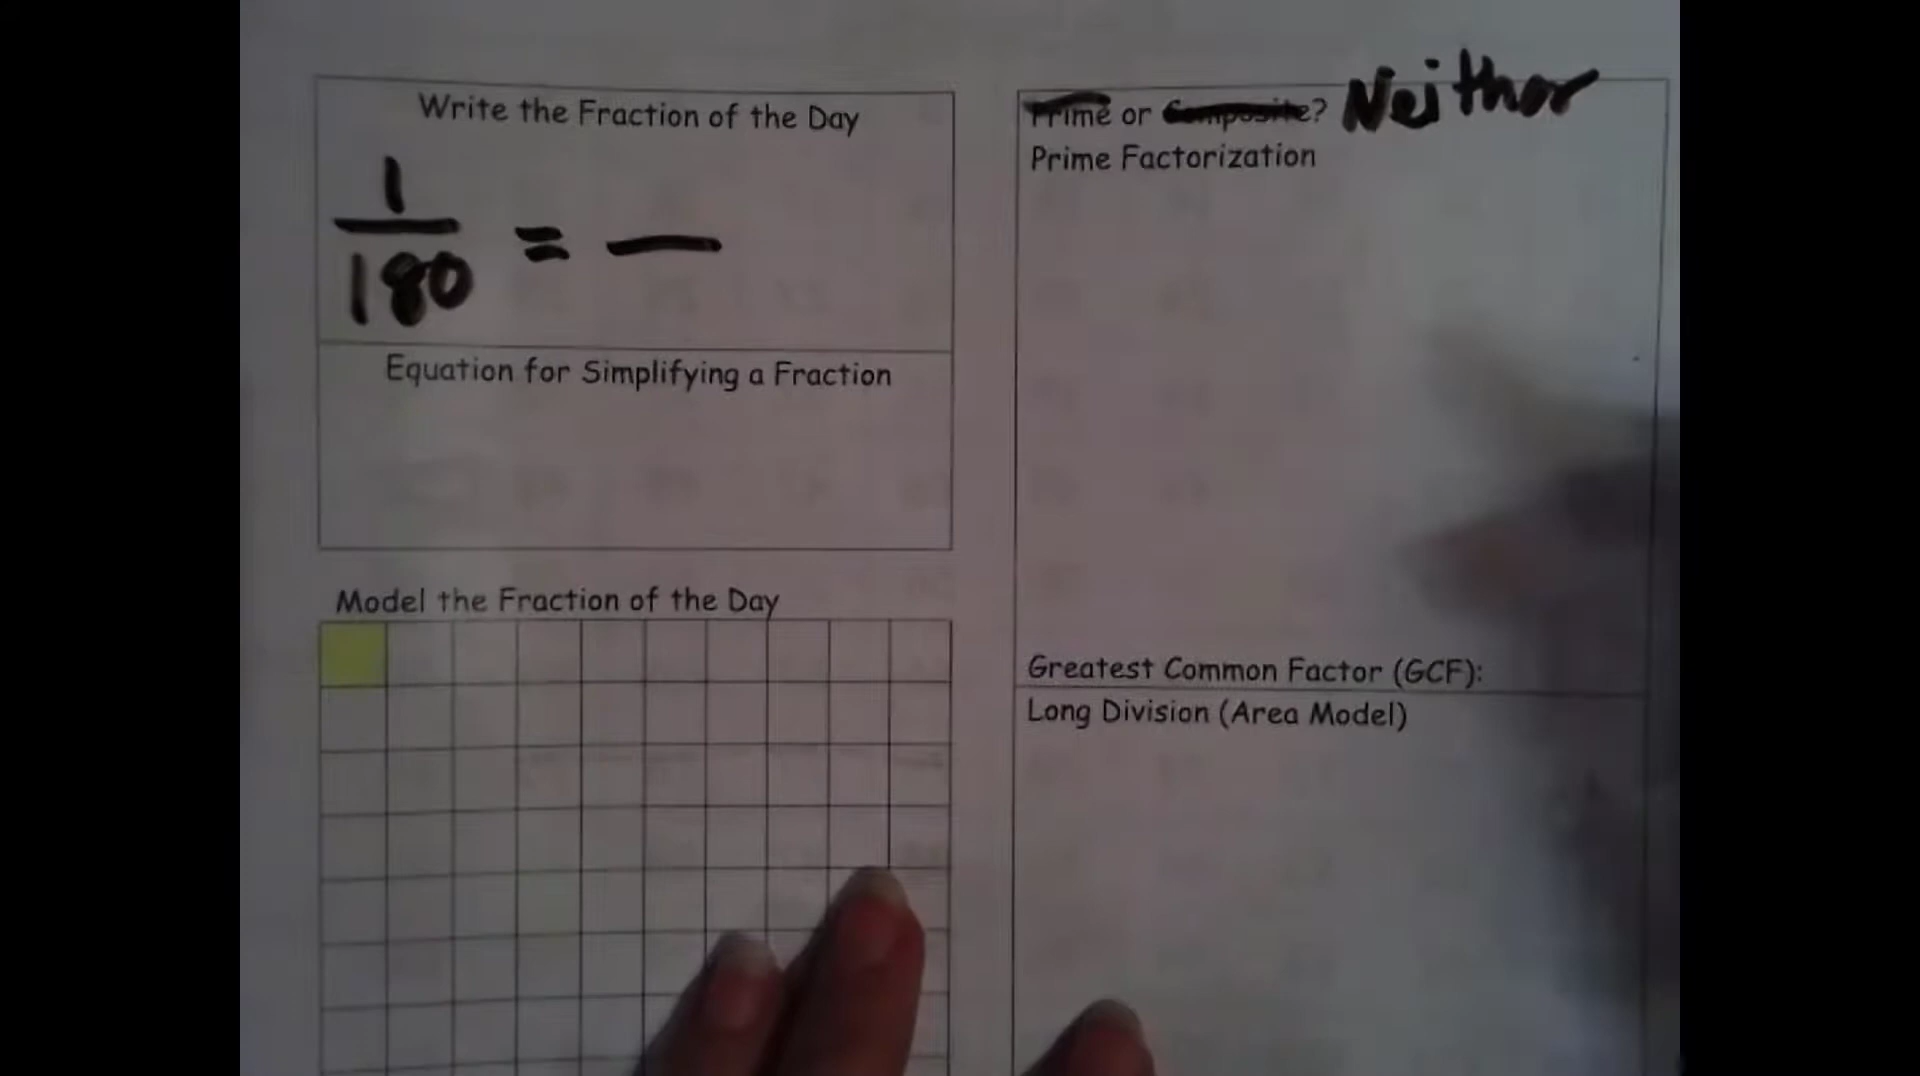 Write the Fraction of the Day
1
180 = —
Equation for Simplifying a Fraction
Model the Fraction of the Day
Prime or Composite? Neither
Prime Factorization
Greatest Common Factor (GCF):
Long Division (Area Model)